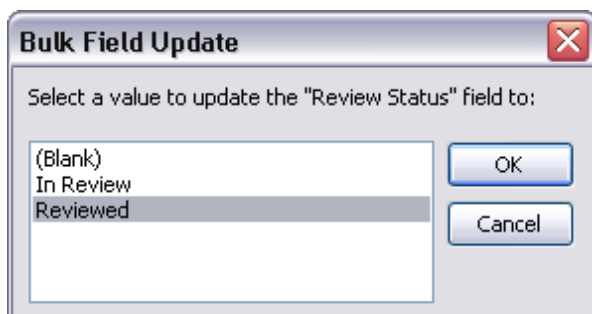 Bulk Field Update
Select a value to update the "Review Status" field to:
(Blank)
In Review
Reviewed
OK
Cancel